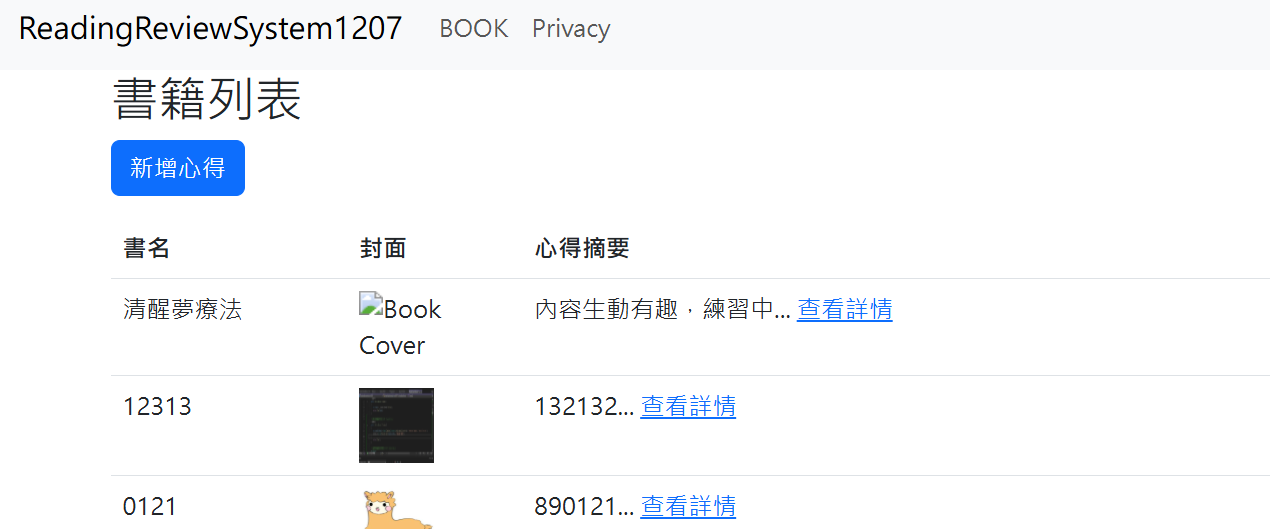 ReadingReviewSystem1207 BOOK Privacy
書籍列表
新增心得
書名 封面 心得摘要
清醒夢療法 Book Cover 內容生動有趣，練習中... 查看詳情
12313 132132... 查看詳情
0121 890121... 查看詳情